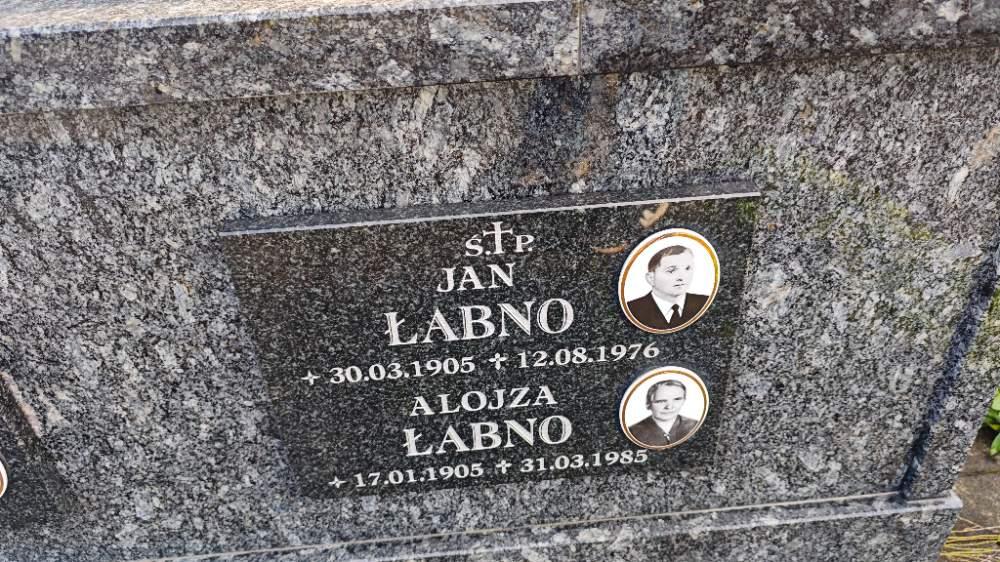 Ś.†P.
JAN
ŁABNO
✦ 30.03.1905 ✝ 12.08.1976
ALOJZA
ŁABNO
✦ 17.01.1905 ✝ 31.03.1985